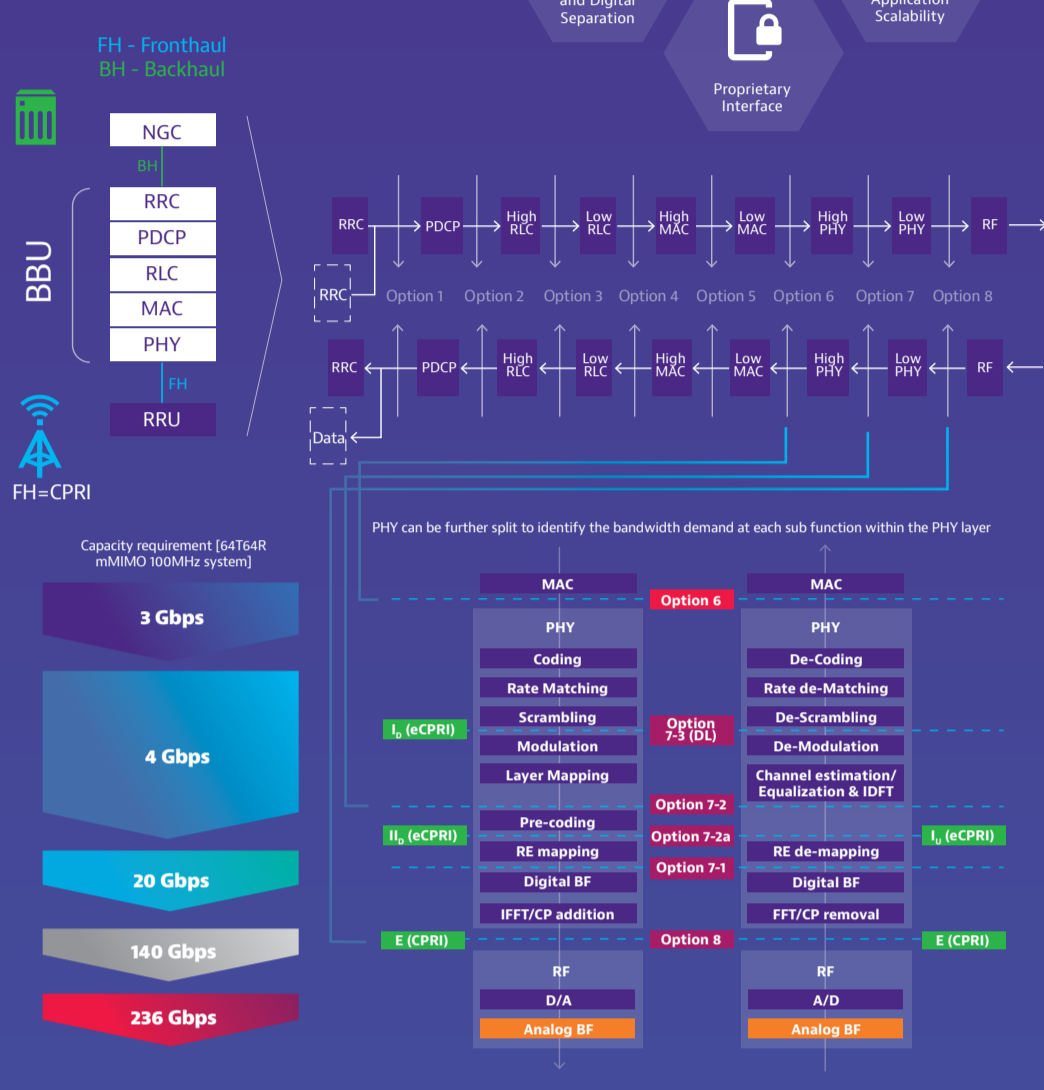 and Digital
Separation
Application
Scalability
Proprietary
Interface
FH - Fronthaul
BH - Backhaul
NGC
BH
BBU
RRC
PDCP
RLC
MAC
PHY
FH
RRU
FH=CPRI
RRC
PDCP
High
RLC
Low
RLC
High
MAC
Low
MAC
High
PHY
Low
PHY
RF
RRC
Option 1
Option 2
Option 3
Option 4
Option 5
Option 6
Option 7
Option 8
RRC
PDCP
High
RLC
Low
RLC
High
MAC
Low
MAC
High
PHY
Low
PHY
RF
Data
PHY can be further split to identify the bandwidth demand at each sub function within the PHY layer
Capacity requirement [64T64R
mMIMO 100MHz system]
3 Gbps
4 Gbps
20 Gbps
140 Gbps
236 Gbps
MAC
PHY
Coding
Rate Matching
Scrambling
Modulation
Layer Mapping
Pre-coding
RE mapping
Digital BF
IFFT/CP addition
RF
D/A
Analog BF
I_D (eCPRI)
II_D (eCPRI)
E (CPRI)
Option 6
Option
7-3 (DL)
Option 7-2
Option 7-2a
Option 7-1
Option 8
MAC
PHY
De-Coding
Rate de-Matching
De-Scrambling
De-Modulation
Channel estimation/
Equalization & IDFT
RE de-mapping
Digital BF
FFT/CP removal
RF
A/D
Analog BF
I_U (eCPRI)
E (CPRI)